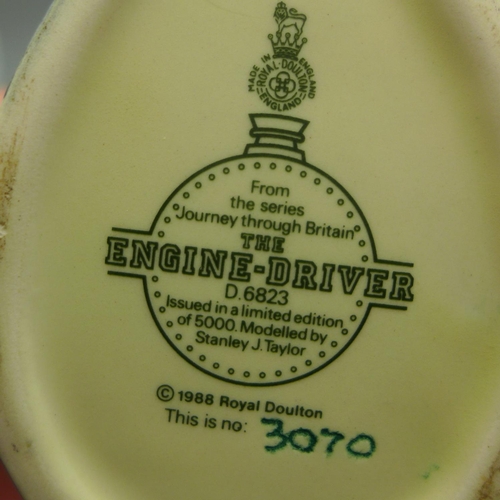 MADE IN ENGLAND
ROYAL·DOULTON
ENGLAND
From
the series
Journey through Britain
THE
ENGINE-DRIVER
D.6823
Issued in a limited edition
of 5000. Modelled by
Stanley J. Taylor
© 1988 Royal Doulton
This is no: 3070